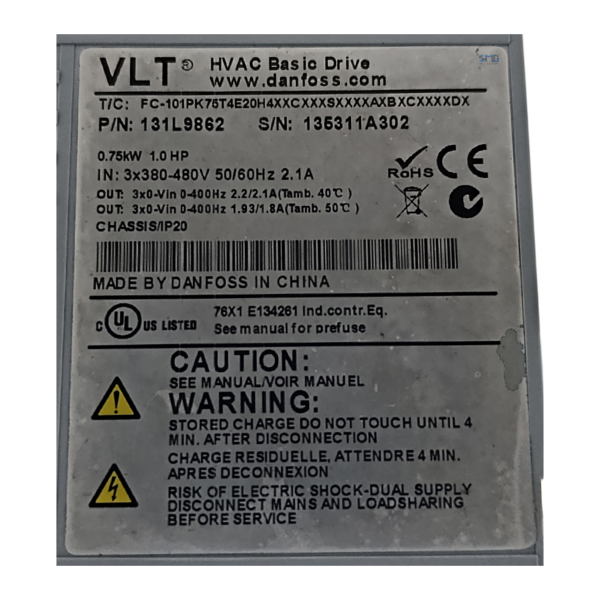 SMG
VLT® HVAC Basic Drive
www.danfoss.com
T/C: FC-101PK75T4E20H4XXCXXXSXXXXAXBXCXXXXDX
P/N: 131L9862 S/N: 135311A302
0.75kW 1.0 HP
IN: 3x380-480V 50/60Hz 2.1A
OUT: 3x0-Vin 0-400Hz 2.2/2.1A(Tamb. 40℃)
OUT: 3x0-Vin 0-400Hz 1.93/1.8A(Tamb. 50℃)
CHASSIS/IP20
RoHS CE
MADE BY DANFOSS IN CHINA
c UL US LISTED
76X1 E134261 Ind.contr.Eq.
See manual for prefuse
CAUTION:
SEE MANUAL/VOIR MANUEL
WARNING:
STORED CHARGE DO NOT TOUCH UNTIL 4
MIN. AFTER DISCONNECTION
CHARGE RESIDUELLE, ATTENDRE 4 MIN.
APRES DECONNEXION
RISK OF ELECTRIC SHOCK-DUAL SUPPLY
DISCONNECT MAINS AND LOADSHARING
BEFORE SERVICE